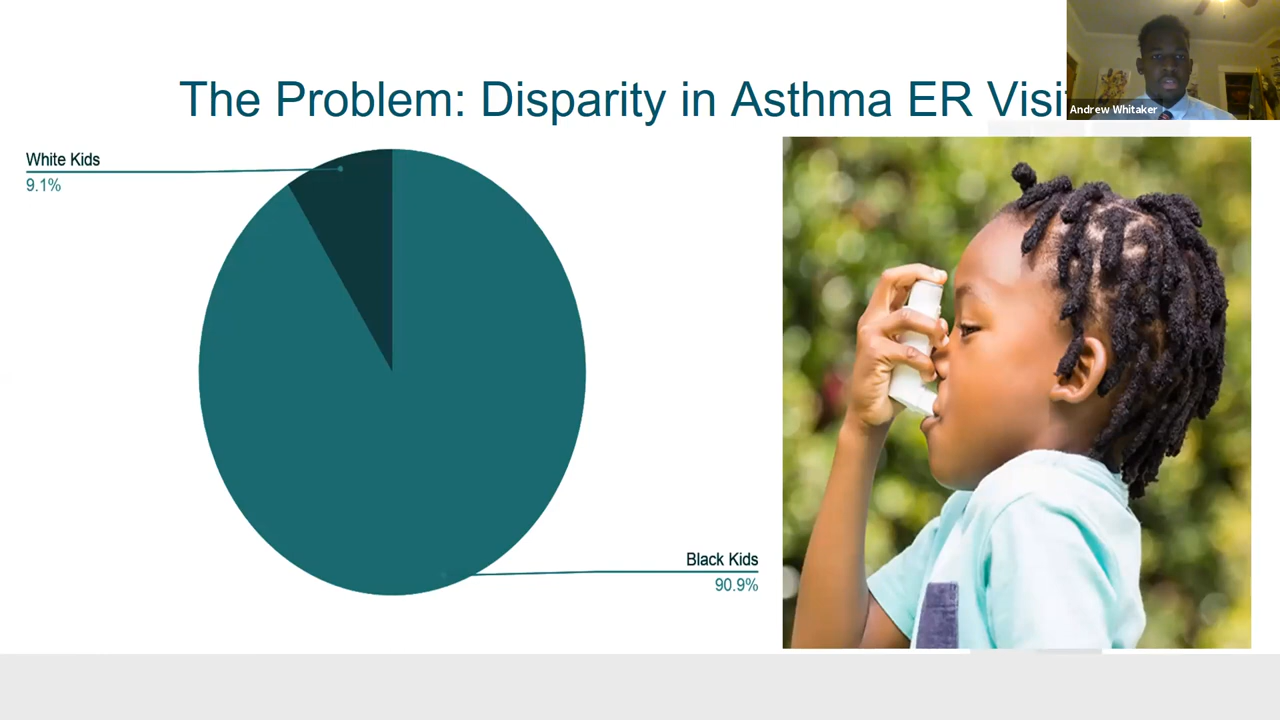 The Problem: Disparity in Asthma ER Visi
Andrew Whitaker
White Kids
9.1%
Black Kids
90.9%